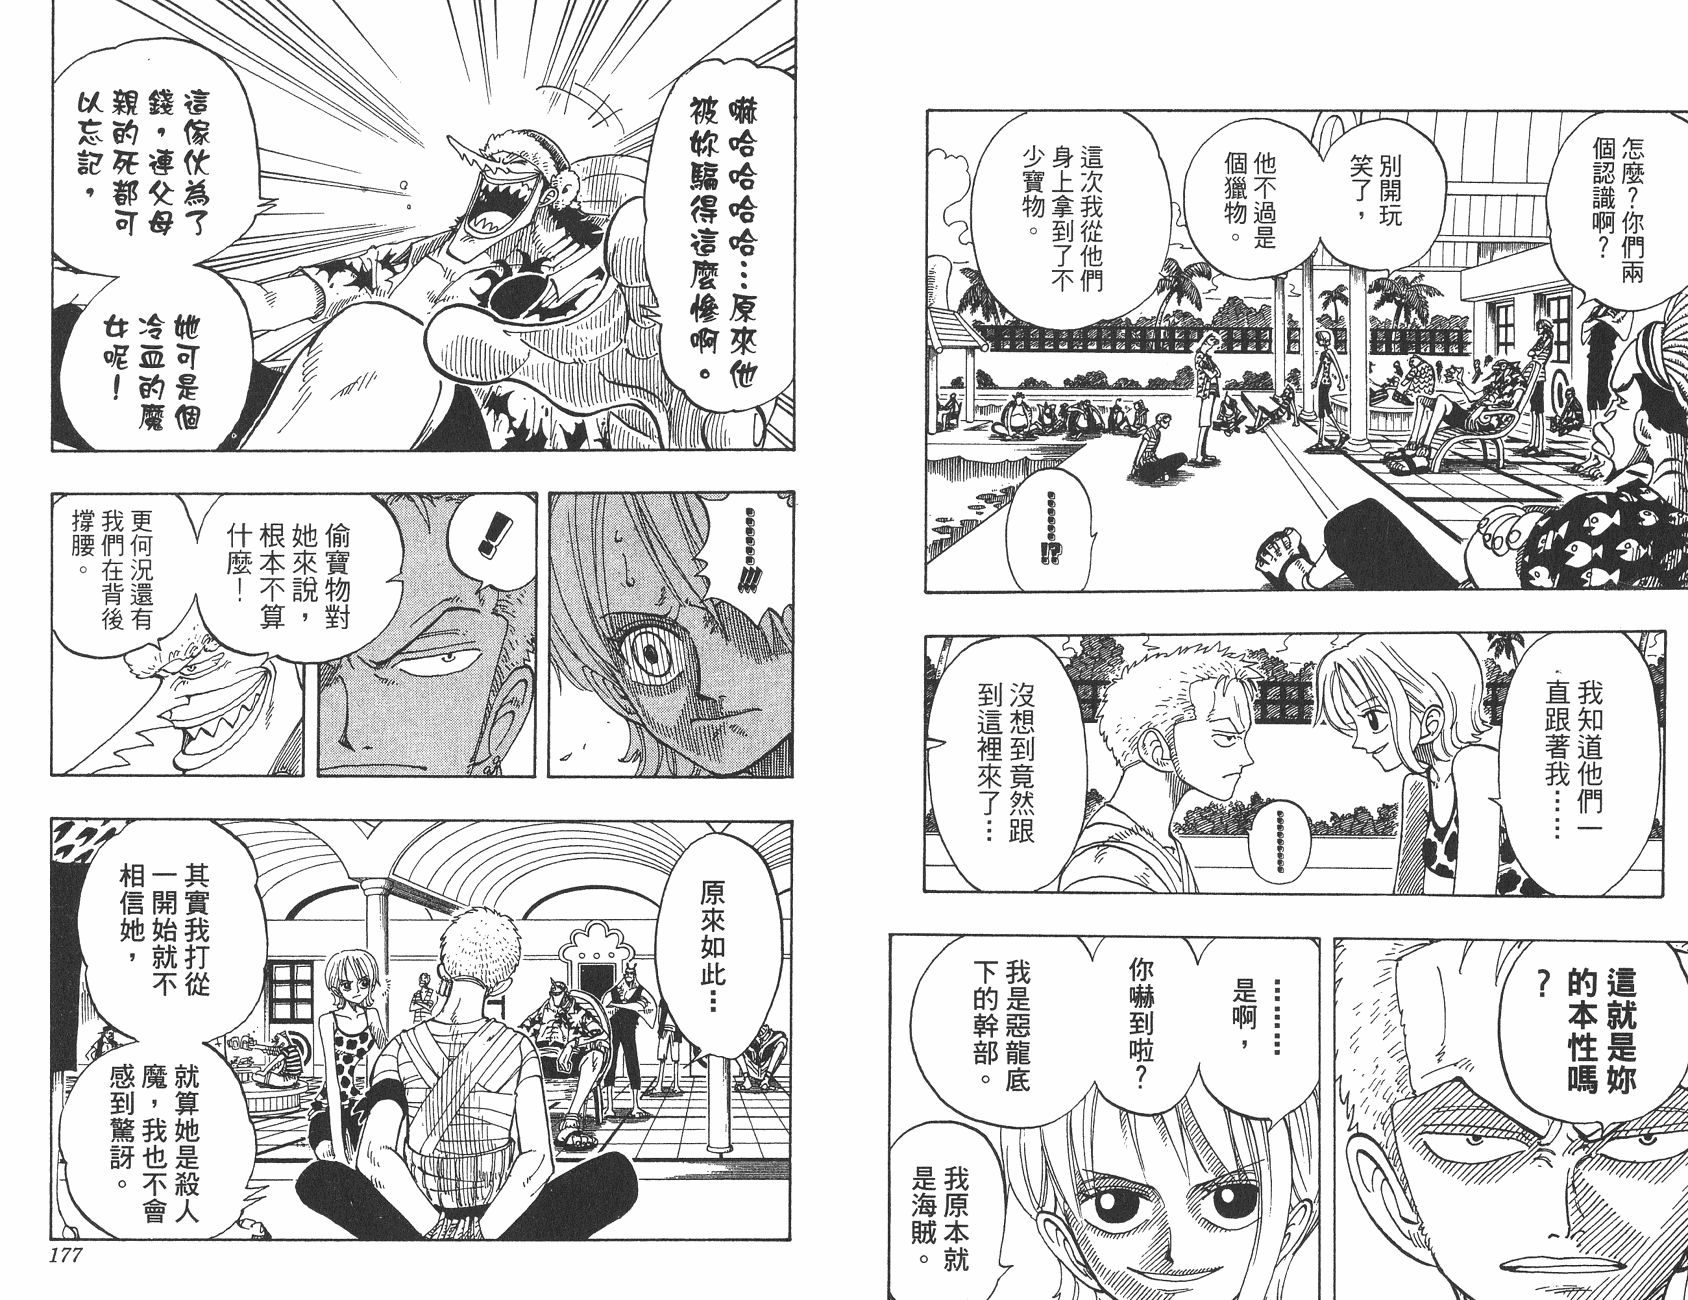 怎麼？你們兩
個認識啊？
別開玩
笑了，
他不過是
個獵物。
這次我從他們
身上拿到了不
少寶物。
⋯⋯!?
我知道他們一
直跟著我⋯⋯
⋯⋯⋯
沒想到竟然跟
到這裡來了⋯
這就是妳
的本性嗎
？
⋯⋯⋯
是啊，
你嚇到啦？
我是惡龍底
下的幹部。
我原本就
是海賊。
嚇哈哈哈哈⋯原來他
被妳騙得這麼慘啊。
這傢伙為了
錢，連父母
親的死都可
以忘記，
她可是個
冷血的魔
女呢！
⋯⋯!!!
!
偷寶物對
她來說，
根本不算
什麼！
更何況還有
我們在背後
撐腰。
原來如此⋯
其實我打從
一開始就不
相信她，
就算她是殺人
魔，我也不會
感到驚訝。
177